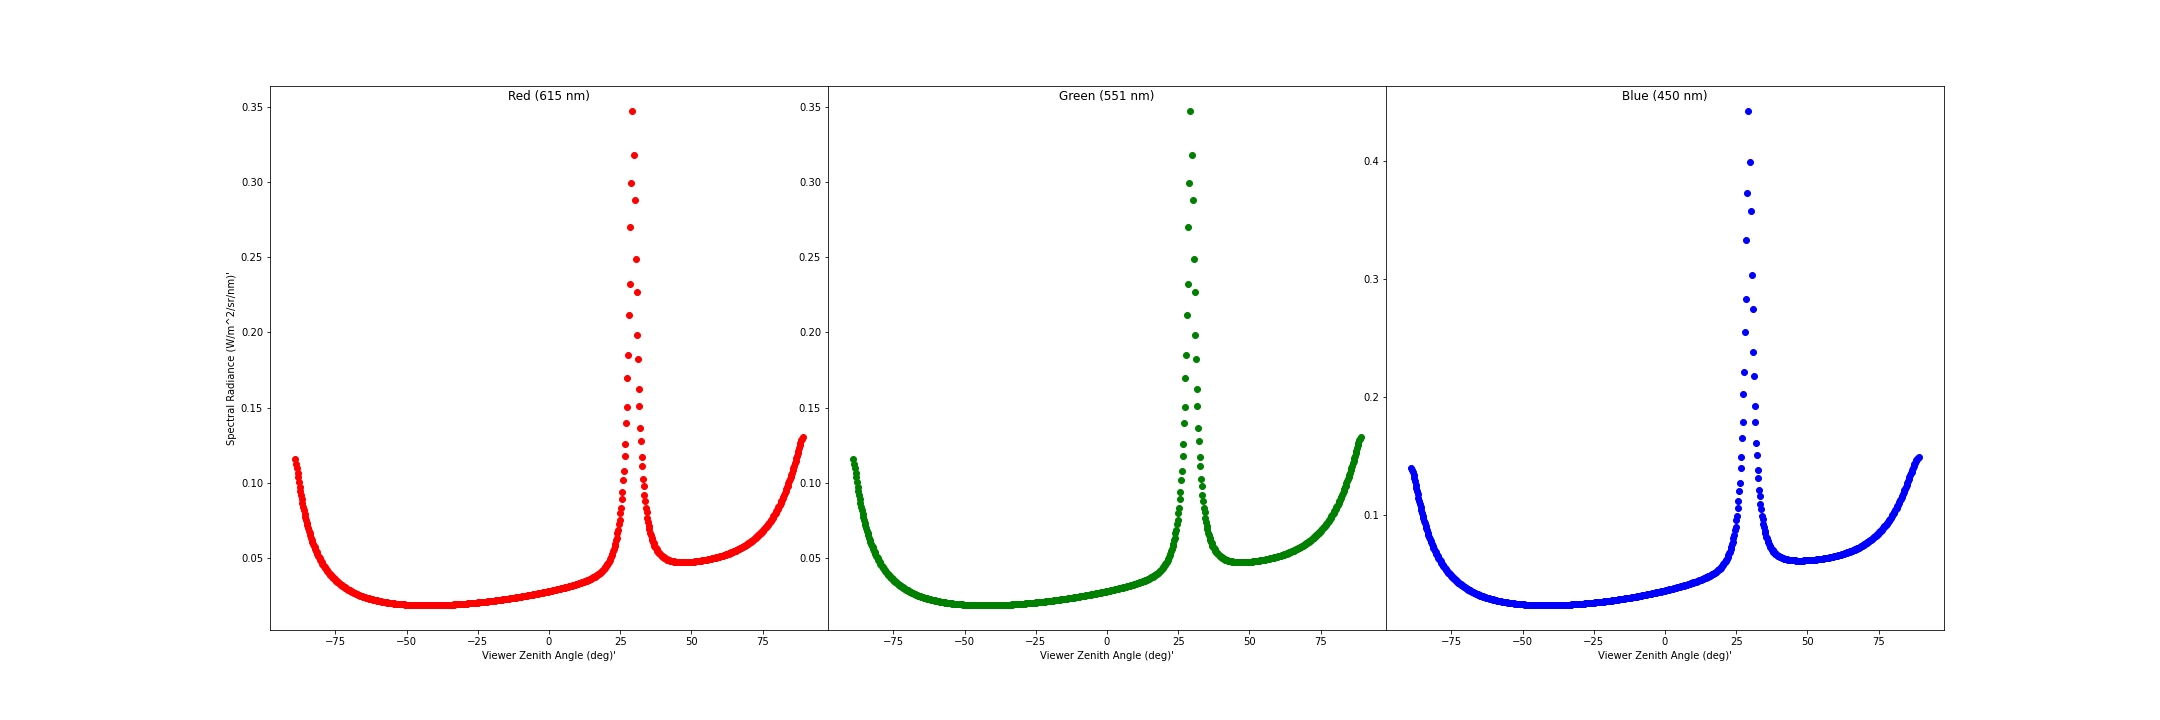 Red (615 nm)
Green (551 nm)
Blue (450 nm)
Spectral Radiance (W/m^2/sr/nm)'
0.35
0.30
0.25
0.20
0.15
0.10
0.05
−75 −50 −25 0 25 50 75
Viewer Zenith Angle (deg)'
0.35
0.30
0.25
0.20
0.15
0.10
0.05
−75 −50 −25 0 25 50 75
Viewer Zenith Angle (deg)'
0.4
0.3
0.2
0.1
−75 −50 −25 0 25 50 75
Viewer Zenith Angle (deg)'